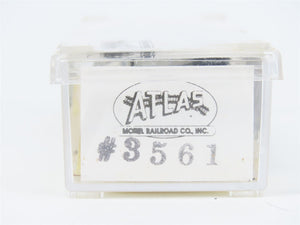 ATLAS
MODEL RAILROAD CO., INC.
#3561